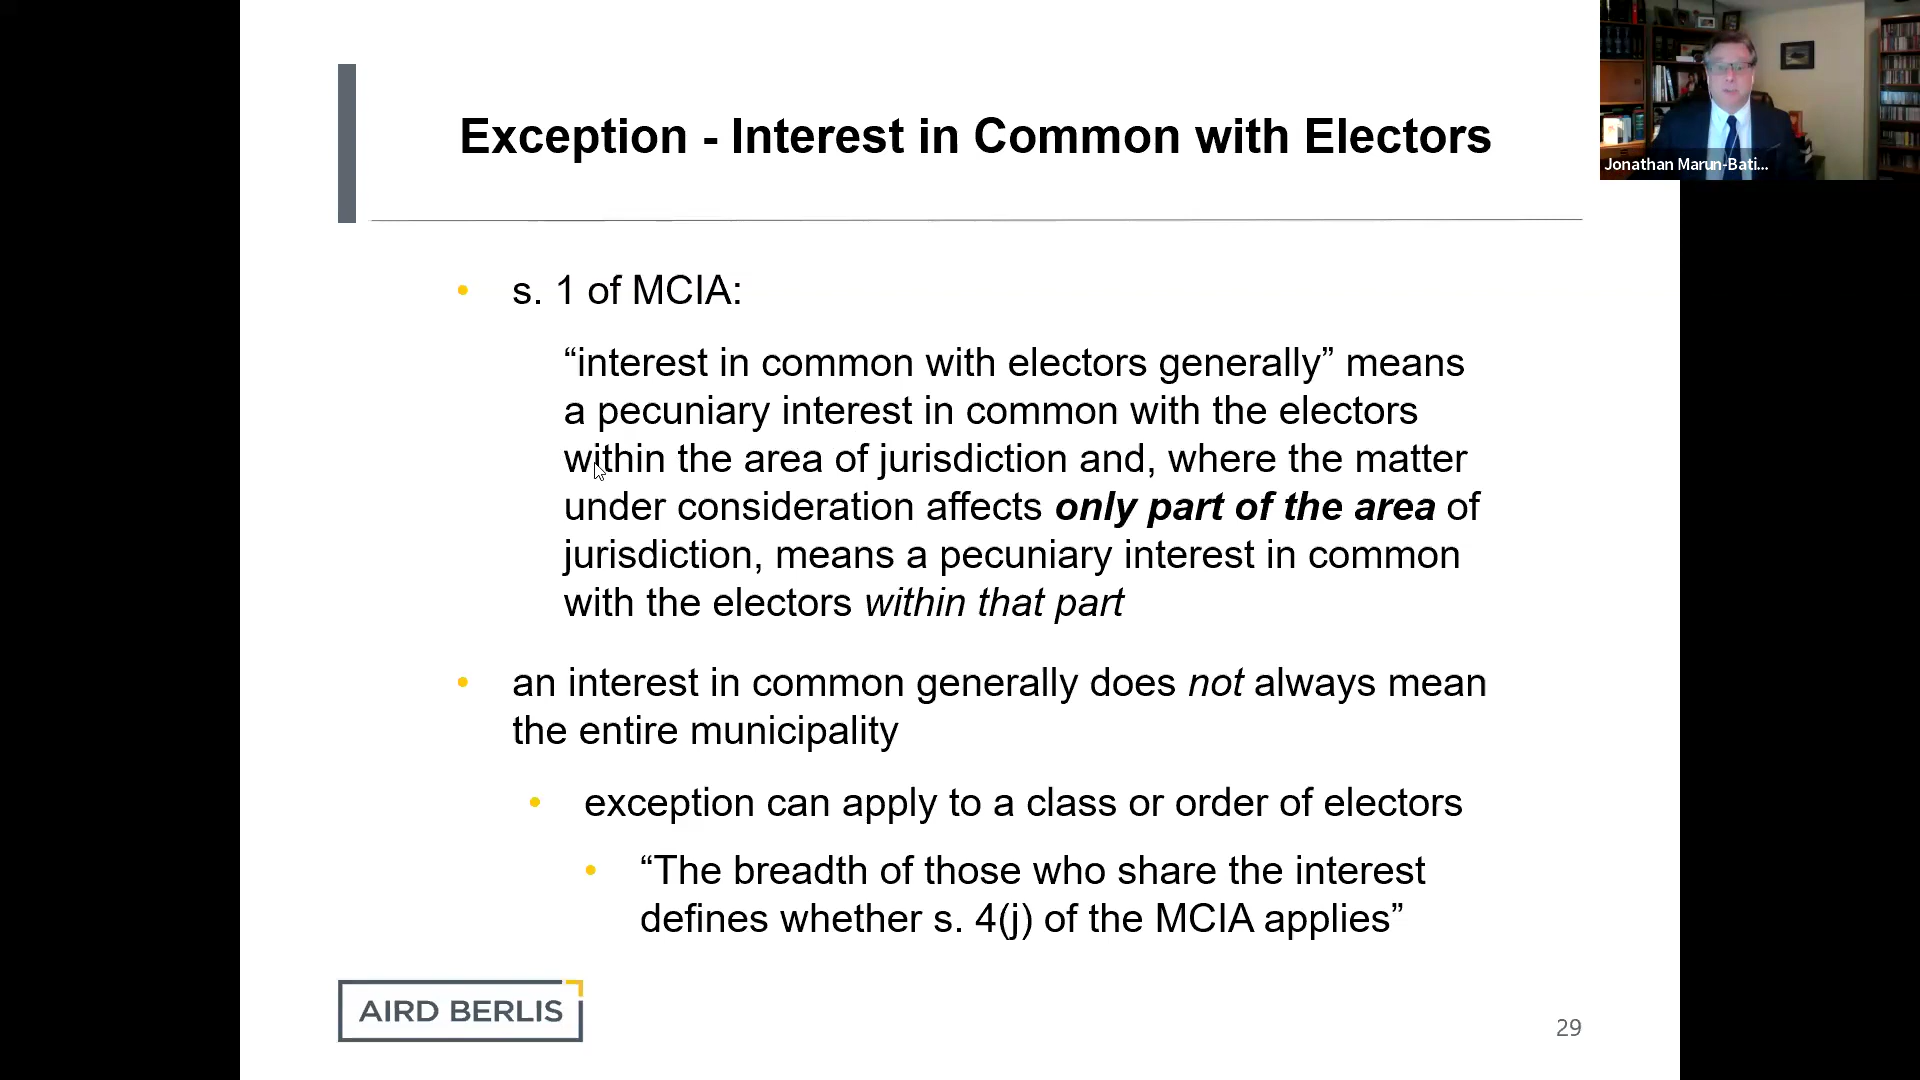 Exception - Interest in Common with Electors
Jonathan Marun-Bati...
• s. 1 of MCIA:
“interest in common with electors generally” means
a pecuniary interest in common with the electors
within the area of jurisdiction and, where the matter
under consideration affects only part of the area of
jurisdiction, means a pecuniary interest in common
with the electors within that part
• an interest in common generally does not always mean
the entire municipality
• exception can apply to a class or order of electors
• “The breadth of those who share the interest
defines whether s. 4(j) of the MCIA applies”
AIRD BERLIS
29